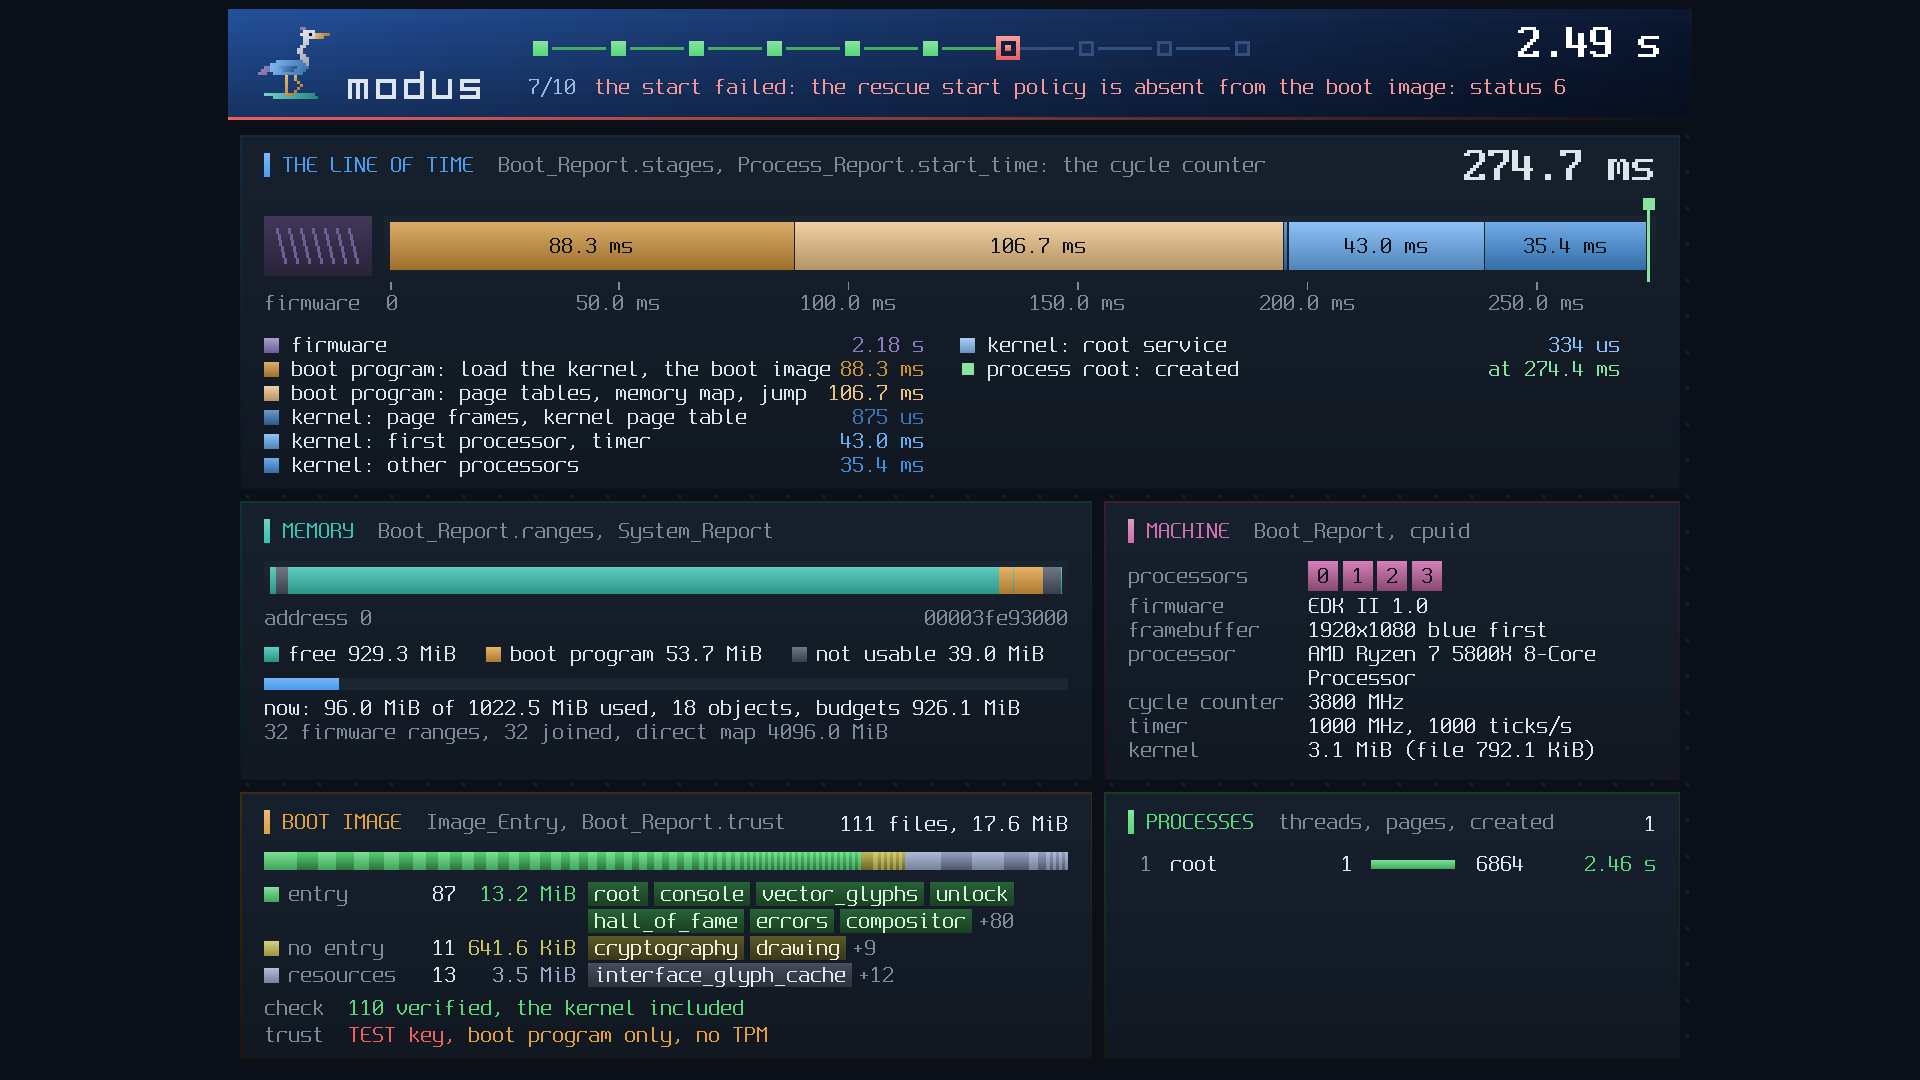 modus
2.49 s
7/10 the start failed: the rescue start policy is absent from the boot image: status 6
THE LINE OF TIME Boot_Report.stages, Process_Report.start_time: the cycle counter 274.7 ms
88.3 ms 106.7 ms 43.0 ms 35.4 ms
firmware 0 50.0 ms 100.0 ms 150.0 ms 200.0 ms 250.0 ms
firmware 2.18 s
boot program: load the kernel, the boot image 88.3 ms
boot program: page tables, memory map, jump 106.7 ms
kernel: page frames, kernel page table 875 us
kernel: first processor, timer 43.0 ms
kernel: other processors 35.4 ms
kernel: root service 334 us
process root: created at 274.4 ms
MEMORY Boot_Report.ranges, System_Report
address 0 00003fe93000
free 929.3 MiB boot program 53.7 MiB not usable 39.0 MiB
now: 96.0 MiB of 1022.5 MiB used, 18 objects, budgets 926.1 MiB
32 firmware ranges, 32 joined, direct map 4096.0 MiB
MACHINE Boot_Report, cpuid
processors 0 1 2 3
firmware EDK II 1.0
framebuffer 1920x1080 blue first
processor AMD Ryzen 7 5800X 8-Core
Processor
cycle counter 3800 MHz
timer 1000 MHz, 1000 ticks/s
kernel 3.1 MiB (file 792.1 KiB)
BOOT IMAGE Image_Entry, Boot_Report.trust 111 files, 17.6 MiB
entry 87 13.2 MiB root console vector_glyphs unlock
hall_of_fame errors compositor +80
no entry 11 641.6 KiB cryptography drawing +9
resources 13 3.5 MiB interface_glyph_cache +12
check 110 verified, the kernel included
trust TEST key, boot program only, no TPM
PROCESSES threads, pages, created 1
1 root 1 6864 2.46 s